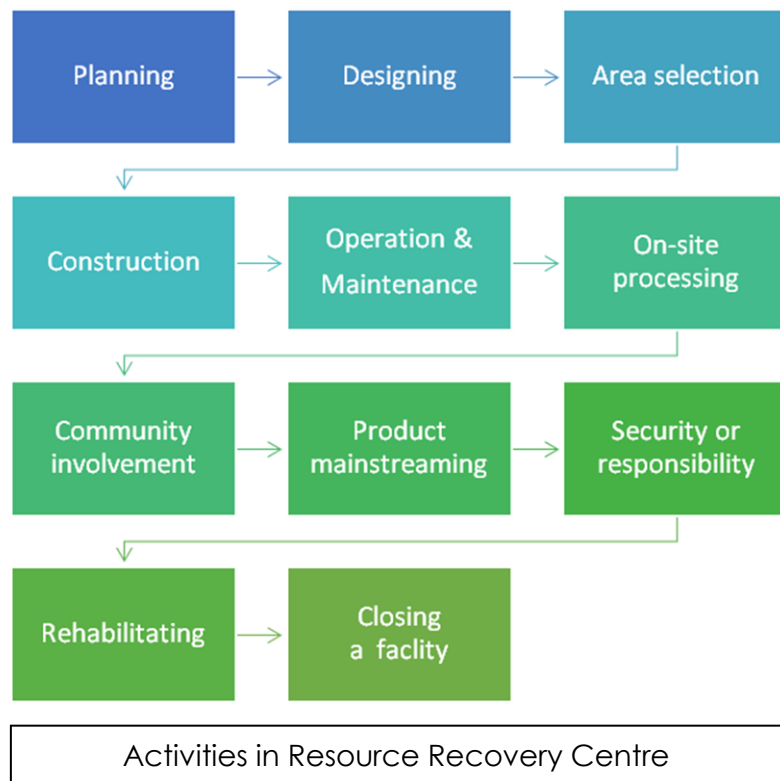 Planning
Designing
Area selection
Construction
Operation &
Maintenance
On-site
processing
Community
involvement
Product
mainstreaming
Security or
responsibility
Rehabilitating
Closing
a faclity
Activities in Resource Recovery Centre